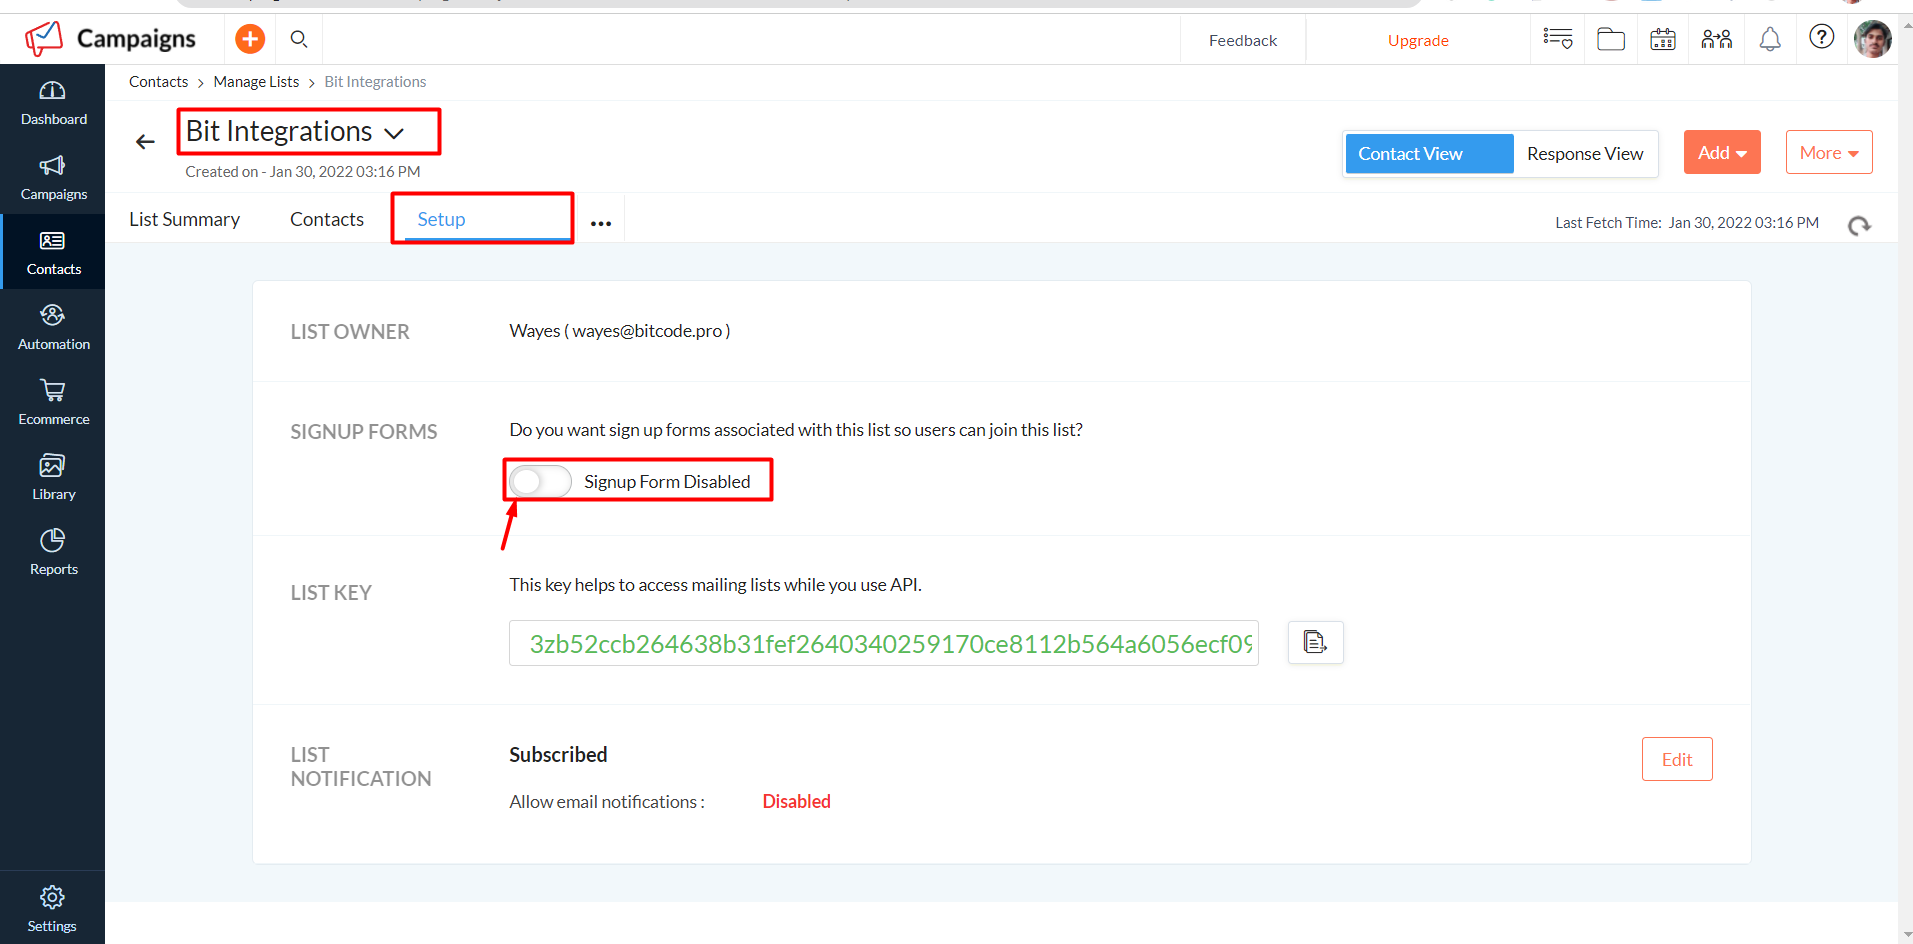 Campaigns
Feedback
Upgrade
Dashboard
Campaigns
Contacts
Automation
Ecommerce
Library
Reports
Settings
Contacts > Manage Lists > Bit Integrations
Bit Integrations
Created on - Jan 30, 2022 03:16 PM
Contact View
Response View
Add
More
List Summary
Contacts
Setup
Last Fetch Time: Jan 30, 2022 03:16 PM
LIST OWNER
Wayes ( wayes@bitcode.pro )
SIGNUP FORMS
Do you want sign up forms associated with this list so users can join this list?
Signup Form Disabled
LIST KEY
This key helps to access mailing lists while you use API.
3zb52ccb264638b31fef2640340259170ce8112b564a6056ecf09
LIST
NOTIFICATION
Subscribed
Edit
Allow email notifications :
Disabled